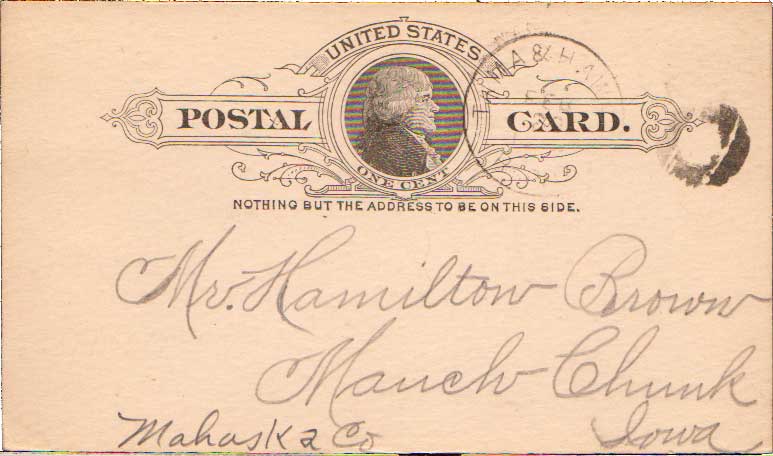 UNITED STATES
POSTAL CARD.
ONE CENT
NOTHING BUT THE ADDRESS TO BE ON THIS SIDE.
Mr. Hamilton Brown
Mauch Chunk
Mahaska Co Iowa